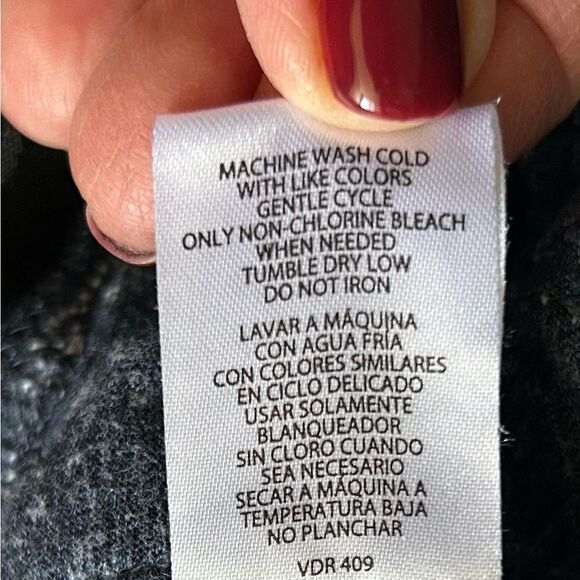 MACHINE WASH COLD
WITH LIKE COLORS
GENTLE CYCLE
ONLY NON-CHLORINE BLEACH
WHEN NEEDED
TUMBLE DRY LOW
DO NOT IRON
LAVAR A MÁQUINA
CON AGUA FRÍA
CON COLORES SIMILARES
EN CICLO DELICADO
USAR SOLAMENTE
BLANQUEADOR
SIN CLORO CUANDO
SEA NECESARIO
SECAR A MÁQUINA A
TEMPERATURA BAJA
NO PLANCHAR
VDR 409